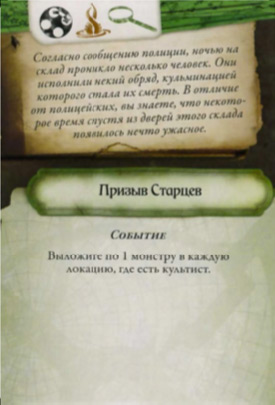 Согласно сообщению полиции, ночью на
склад проникло несколько человек. Они
исполнили некий обряд, кульминацией
которого стала их смерть. В отличие
от полицейских, вы знаете, что некото-
рое время спустя из дверей этого склада
появилось нечто ужасное.
Призыв Старцев
Событие
Выложите по 1 монстру в каждую
локацию, где есть культист.